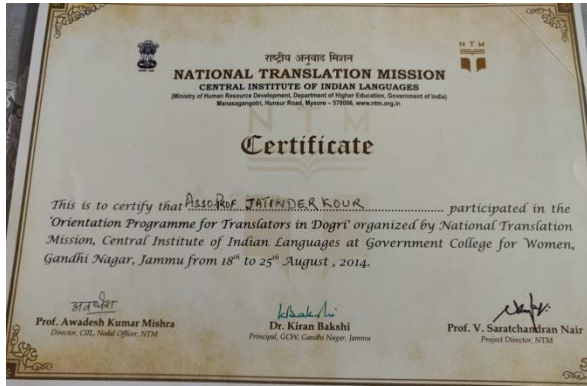 NTM
राष्ट्रीय अनुवाद मिशन
NATIONAL TRANSLATION MISSION
CENTRAL INSTITUTE OF INDIAN LANGUAGES
(Ministry of Human Resource Development, Department of Higher Education, Government of India)
Manasagangotri, Hunsur Road, Mysore – 570006, www.ntm.org.in
NTM
Certificate
This is to certify that ASSO.PROF JATINDER KOUR participated in the
'Orientation Programme for Translators in Dogri' organized by National Translation
Mission, Central Institute of Indian Languages at Government College for Women,
Gandhi Nagar, Jammu from 18th to 25th August , 2014.
अवधेश
KBakshi
Prof. Awadesh Kumar Mishra
Director, CIIL, Nodal Officer, NTM
Dr. Kiran Bakshi
Principal, GCW, Gandhi Nagar, Jammu
Prof. V. Saratchandran Nair
Project Director, NTM